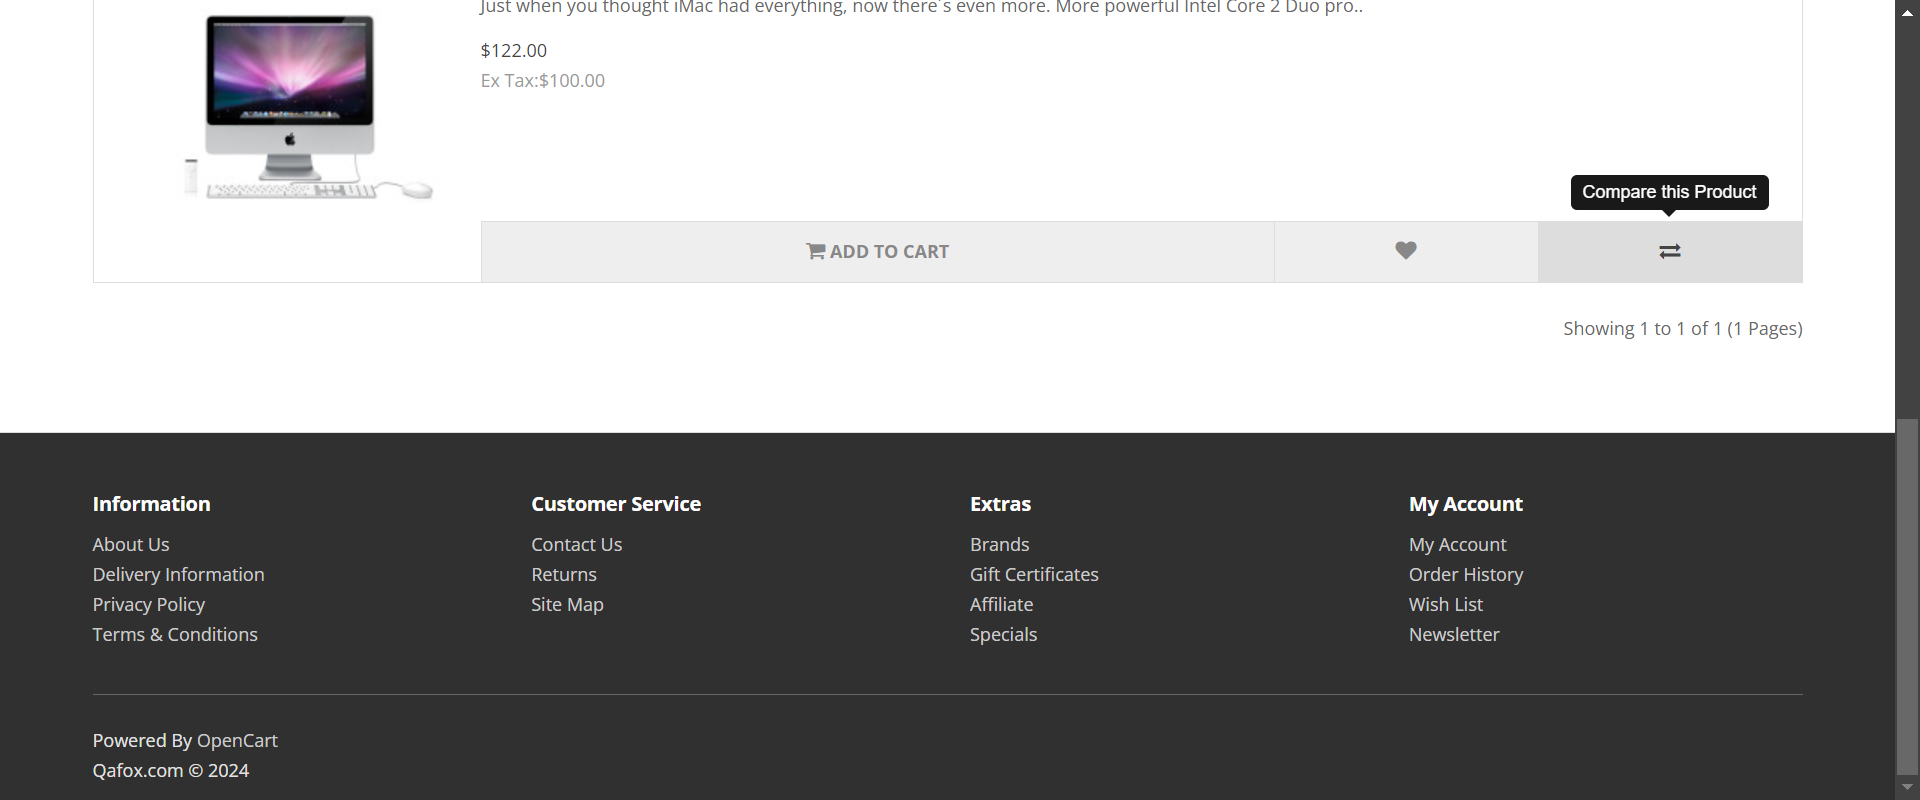 Just when you thought iMac had everything, now there´s even more. More powerful Intel Core 2 Duo pro..
$122.00
Ex Tax:$100.00
Compare this Product
ADD TO CART
Showing 1 to 1 of 1 (1 Pages)
Information
About Us
Delivery Information
Privacy Policy
Terms & Conditions
Customer Service
Contact Us
Returns
Site Map
Extras
Brands
Gift Certificates
Affiliate
Specials
My Account
My Account
Order History
Wish List
Newsletter
Powered By OpenCart
Qafox.com © 2024